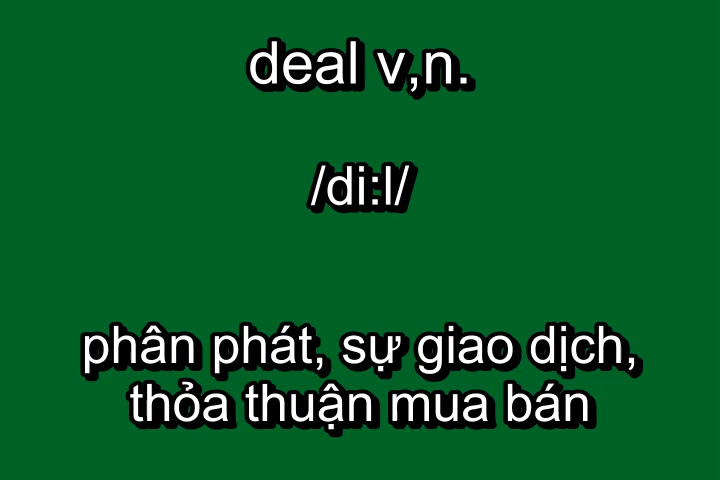 deal v,n.
/di:l/
phân phát, sự giao dịch,
thỏa thuận mua bán